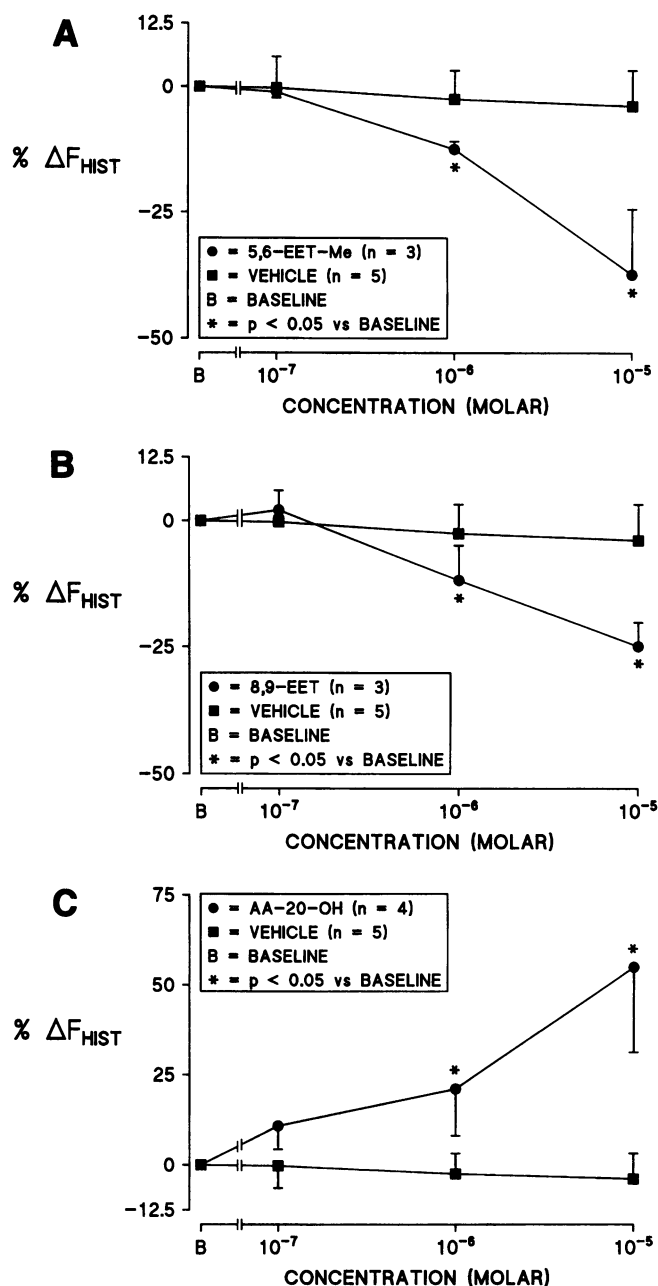 A
12.5
0
% ΔF_HIST
−25
● = 5,6-EET-Me (n = 3)
■ = VEHICLE (n = 5)
B = BASELINE
* = p < 0.05 vs BASELINE
*
*
−50
B 10⁻⁷ 10⁻⁶ 10⁻⁵
CONCENTRATION (MOLAR)
B
12.5
0
% ΔF_HIST
*
−25
*
● = 8,9-EET (n = 3)
■ = VEHICLE (n = 5)
B = BASELINE
* = p < 0.05 vs BASELINE
−50
B 10⁻⁷ 10⁻⁶ 10⁻⁵
CONCENTRATION (MOLAR)
C
75
● = AA-20-OH (n = 4)
■ = VEHICLE (n = 5)
B = BASELINE
* = p < 0.05 vs BASELINE
*
50
% ΔF_HIST
*
25
0
−12.5
B 10⁻⁷ 10⁻⁶ 10⁻⁵
CONCENTRATION (MOLAR)